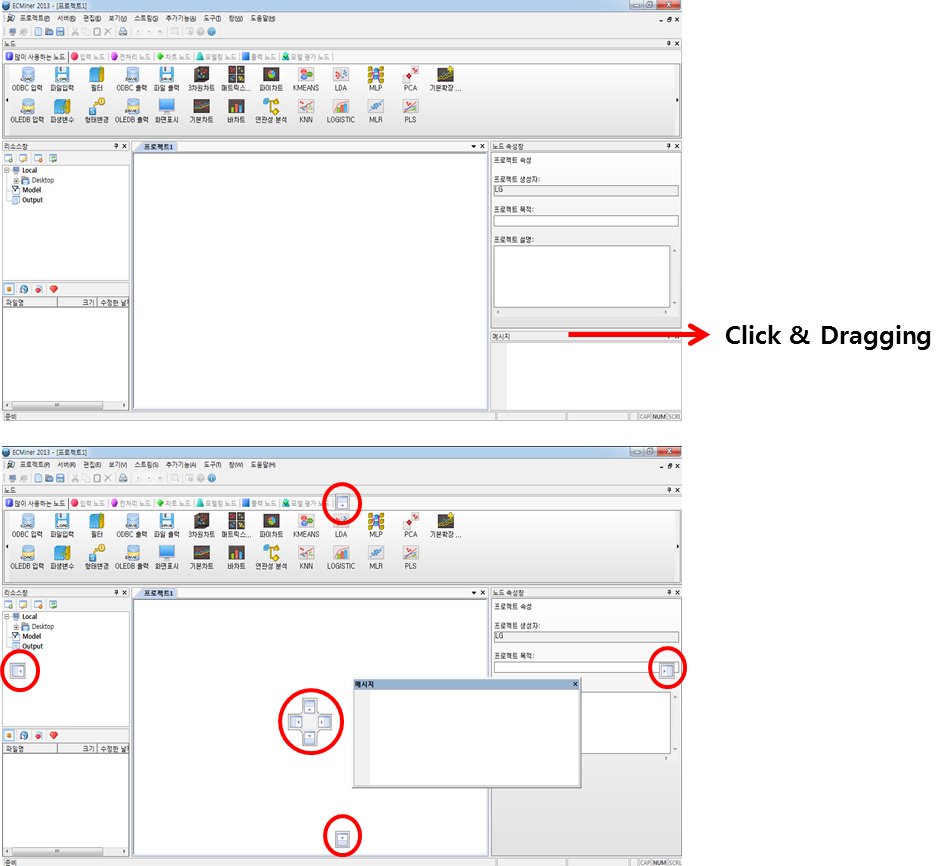 ECMiner 2013 - [프로젝트1]
프로젝트(P) 서버(R) 편집(E) 보기(V) 스트림(S) 추가기능(A) 도구(T) 창(W) 도움말(H)
노드
많이 사용하는 노드 입력 노드 전처리 노드 차트 노드 모델링 노드 출력 노드 모델 평가 노드
ODBC 입력 파일입력 필터 ODBC 출력 파일 출력 3차원차트 매트릭스... 파이차트 KMEANS LDA MLP PCA 기본확장 ...
OLEDB 입력 파생변수 형태변경 OLEDB 출력 화면표시 기본차트 바차트 연관성 분석 KNN LOGISTIC MLR PLS
리소스창
프로젝트1
노드 속성창
Local
Desktop
Model
Output
프로젝트 속성
프로젝트 생성자:
LG
프로젝트 목적:
프로젝트 설명:
파일명 크기 수정한 날
메시지
Click & Dragging
준비
CAP NUM SCRL
ECMiner 2013 - [프로젝트1]
프로젝트(P) 서버(R) 편집(E) 보기(V) 스트림(S) 추가기능(A) 도구(T) 창(W) 도움말(H)
노드
많이 사용하는 노드 입력 노드 전처리 노드 차트 노드 모델링 노드 출력 노드 모델 평가 노드
ODBC 입력 파일입력 필터 ODBC 출력 파일 출력 3차원차트 매트릭스... 파이차트 KMEANS LDA MLP PCA 기본확장 ...
OLEDB 입력 파생변수 형태변경 OLEDB 출력 화면표시 기본차트 바차트 연관성 분석 KNN LOGISTIC MLR PLS
리소스창
프로젝트1
노드 속성창
Local
Desktop
Model
Output
프로젝트 속성
프로젝트 생성자:
LG
프로젝트 목적:
메시지
파일명 크기 수정한 날
준비
CAP NUM SCRL